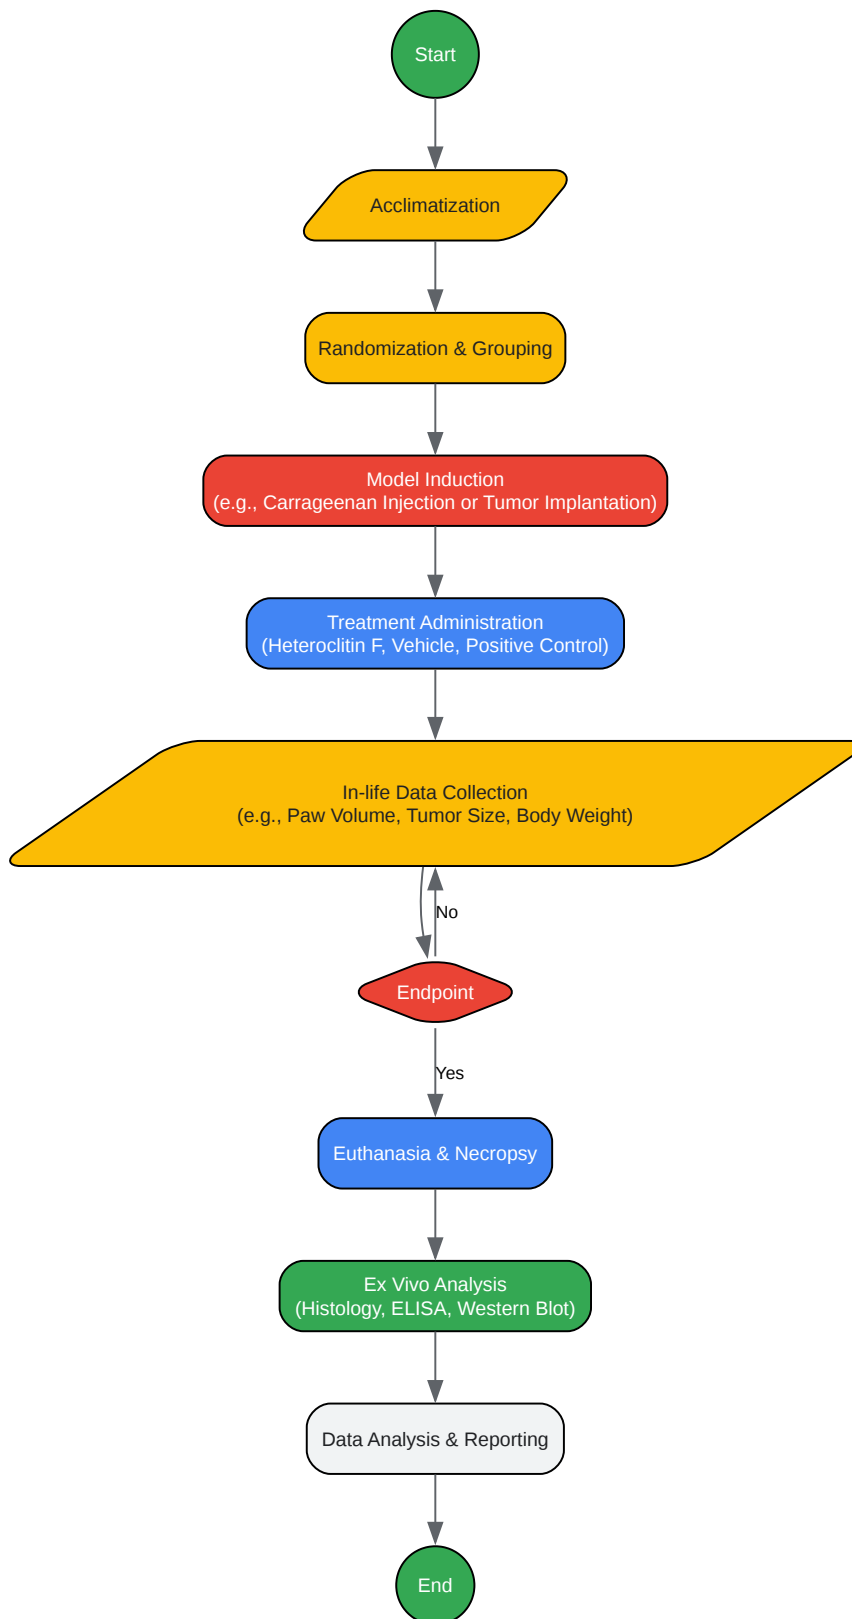 Start
Acclimatization
Randomization & Grouping
Model Induction
(e.g., Carrageenan Injection or Tumor Implantation)
Treatment Administration
(Heteroclitin F, Vehicle, Positive Control)
In-life Data Collection
(e.g., Paw Volume, Tumor Size, Body Weight)
No
Endpoint
Yes
Euthanasia & Necropsy
Ex Vivo Analysis
(Histology, ELISA, Western Blot)
Data Analysis & Reporting
End